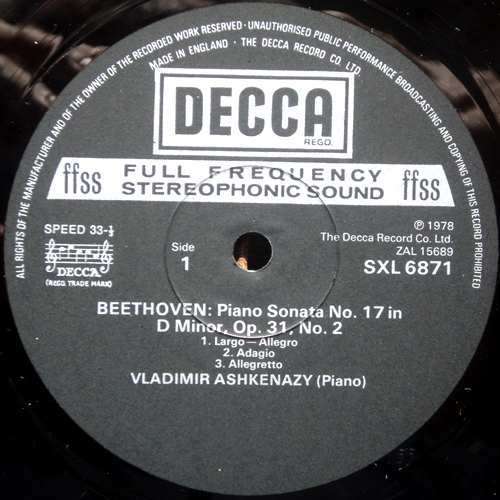 ALL RIGHTS OF THE MANUFACTURER AND OF THE OWNER OF THE RECORDED WORK RESERVED · UNAUTHORISED PUBLIC PERFORMANCE BROADCASTING AND COPYING OF THIS RECORD PROHIBITED
MADE IN ENGLAND · THE DECCA RECORD CO LTD.
DECCA
REGD.
ffss FULL FREQUENCY STEREOPHONIC SOUND ffss
SPEED 33-⅓
DECCA
(REGD. TRADE MARK)
Side
1
℗ 1978
The Decca Record Co. Ltd.
ZAL 15689
SXL 6871
BEETHOVEN: Piano Sonata No. 17 in
D Minor, Op. 31, No. 2
1. Largo—Allegro
2. Adagio
3. Allegretto
VLADIMIR ASHKENAZY (Piano)